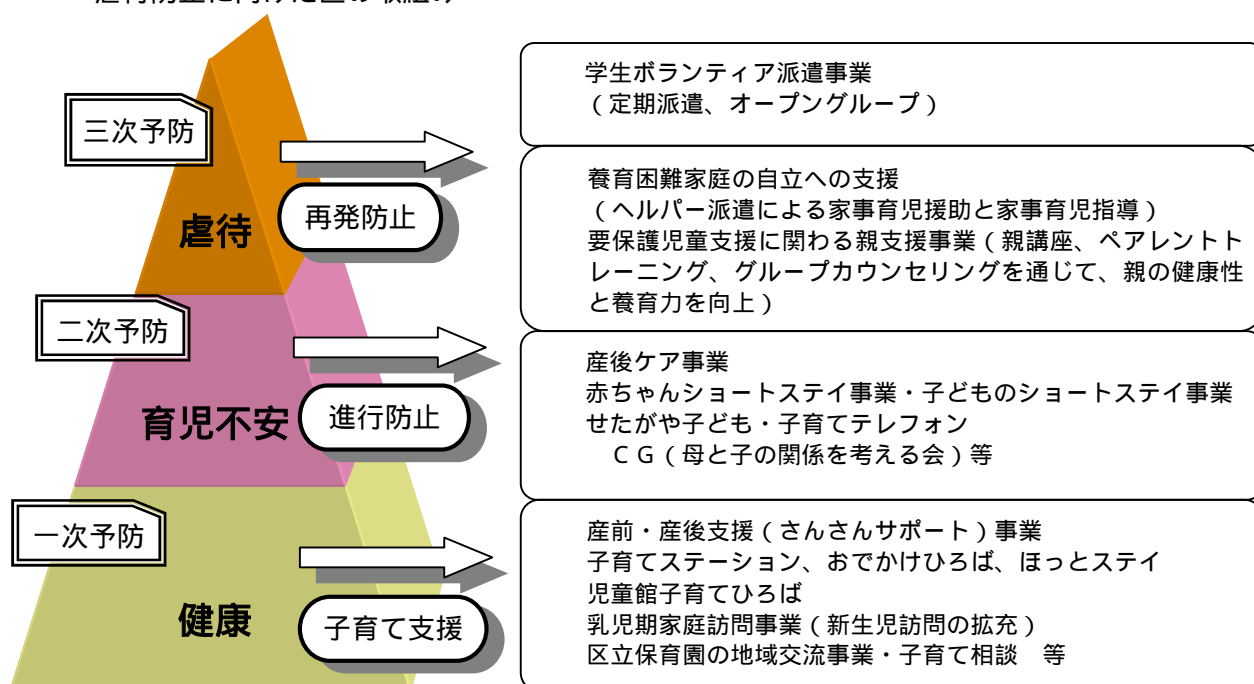 虐待防止に向けた区の取組み
学生ボランティア派遣事業
(定期派遣、オープングループ)
三次予防
虐待
再発防止
養育困難家庭の自立への支援
(ヘルパー派遣による家事育児援助と家事育児指導)
要保護児童支援に関わる親支援事業(親講座、ペアレントト
レーニング、グループカウンセリングを通じて、親の健康性
と養育力を向上)
二次予防
育児不安
進行防止
産後ケア事業
赤ちゃんショートステイ事業・子どものショートステイ事業
せたがや子ども・子育てテレフォン
CG(母と子の関係を考える会)等
一次予防
健康
子育て支援
産前・産後支援(さんさんサポート)事業
子育てステーション、おでかけひろば、ほっとステイ
児童館子育てひろば
乳児期家庭訪問事業(新生児訪問の拡充)
区立保育園の地域交流事業・子育て相談 等